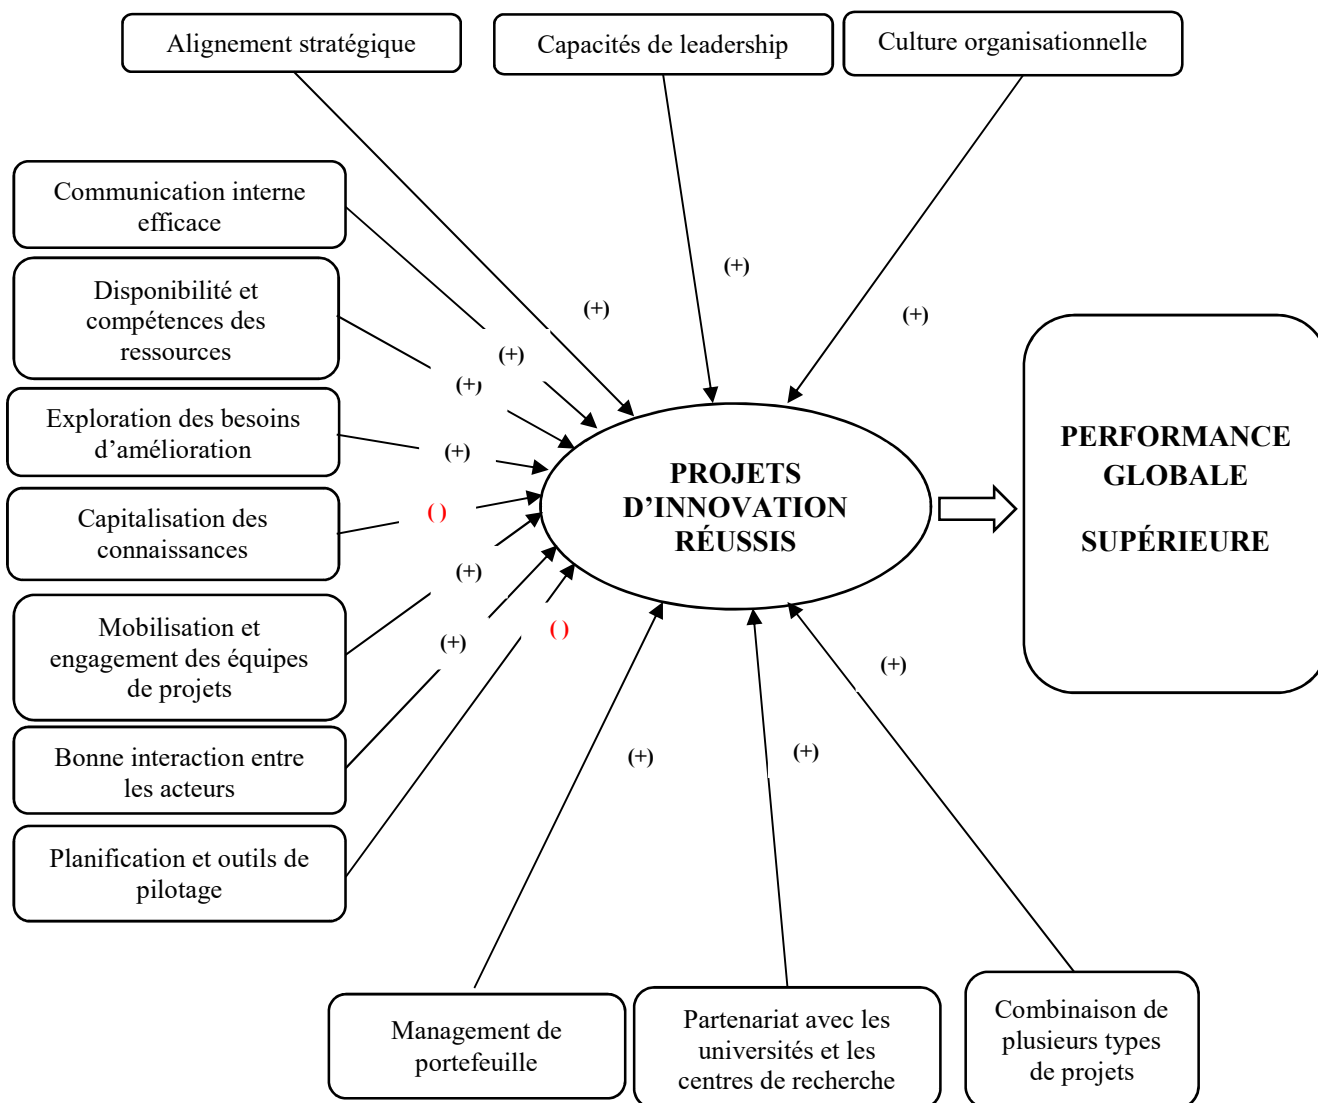 Alignement stratégique
Capacités de leadership
Culture organisationnelle
Communication interne
efficace
Disponibilité et
compétences des
ressources
Exploration des besoins
d’amélioration
Capitalisation des
connaissances
Mobilisation et
engagement des équipes
de projets
Bonne interaction entre
les acteurs
Planification et outils de
pilotage
(+)
(+)
(+)
(+)
(+)
(+)
( )
(+)
(+)
( )
(+)
(+)
(+)
PROJETS
D’INNOVATION
RÉUSSIS
PERFORMANCE
GLOBALE
SUPÉRIEURE
Management de
portefeuille
Partenariat avec les
universités et les
centres de recherche
Combinaison de
plusieurs types
de projets